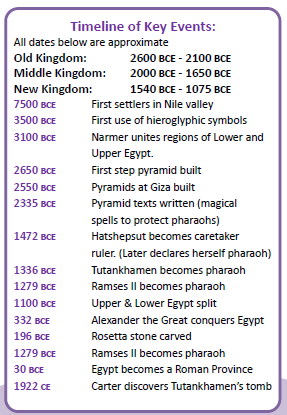 Timeline of Key Events:
All dates below are approximate
Old Kingdom: 2600 BCE - 2100 BCE
Middle Kingdom: 2000 BCE - 1650 BCE
New Kingdom: 1540 BCE - 1075 BCE
7500 BCE First settlers in Nile valley
3500 BCE First use of hieroglyphic symbols
3100 BCE Narmer unites regions of Lower and
Upper Egypt.
2650 BCE First step pyramid built
2550 BCE Pyramids at Giza built
2335 BCE Pyramid texts written (magical
spells to protect pharaohs)
1472 BCE Hatshepsut becomes caretaker
ruler. (Later declares herself pharaoh)
1336 BCE Tutankhamen becomes pharaoh
1279 BCE Ramses II becomes pharaoh
1100 BCE Upper & Lower Egypt split
332 BCE Alexander the Great conquers Egypt
196 BCE Rosetta stone carved
1279 BCE Ramses II becomes pharaoh
30 BCE Egypt becomes a Roman Province
1922 CE Carter discovers Tutankhamen's tomb